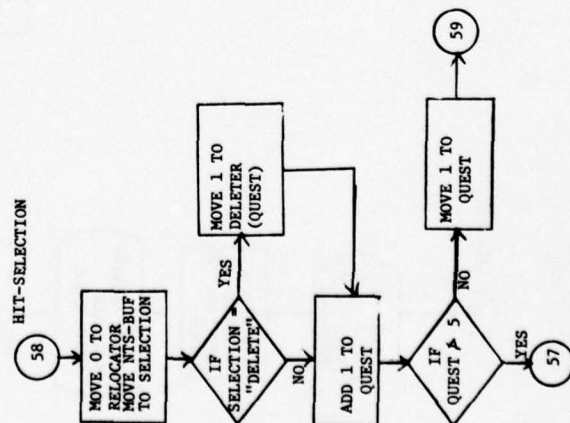 HIT-SELECTION
58
MOVE 0 TO
RELOCATOR
MOVE NTS-BUF
TO SELECTION
IF
SELECTION =
"DELETE"
YES
MOVE 1 TO
DELETER
(QUEST)
NO
ADD 1 TO
QUEST
IF
QUEST ≯ 5
NO
MOVE 1 TO
QUEST
59
YES
57